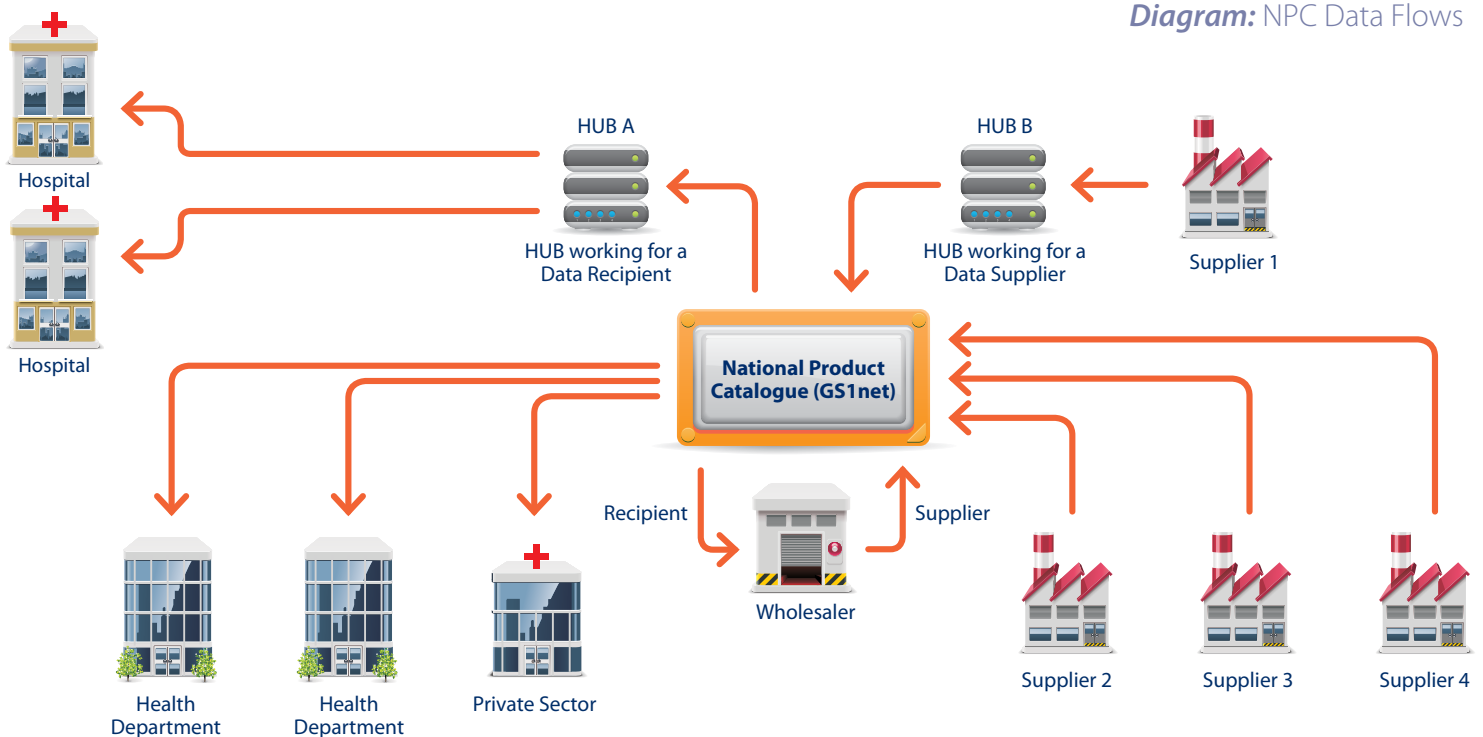 Diagram: NPC Data Flows
HUB A
HUB B
Hospital
HUB working for a
Data Recipient
HUB working for a
Data Supplier
Supplier 1
Hospital
National Product
Catalogue (GS1net)
Recipient
Supplier
Wholesaler
Health
Department
Health
Department
Private Sector
Supplier 2
Supplier 3
Supplier 4